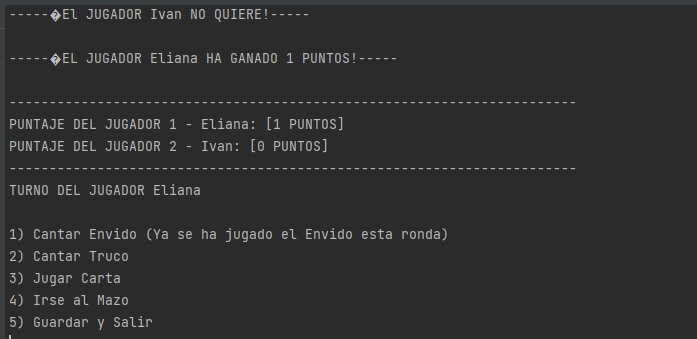 -----�El JUGADOR Ivan NO QUIERE!-----
-----�EL JUGADOR Eliana HA GANADO 1 PUNTOS!-----
-----------------------------------------------------------------------
PUNTAJE DEL JUGADOR 1 - Eliana: [1 PUNTOS]
PUNTAJE DEL JUGADOR 2 - Ivan: [0 PUNTOS]
-----------------------------------------------------------------------
TURNO DEL JUGADOR Eliana
1) Cantar Envido (Ya se ha jugado el Envido esta ronda)
2) Cantar Truco
3) Jugar Carta
4) Irse al Mazo
5) Guardar y Salir